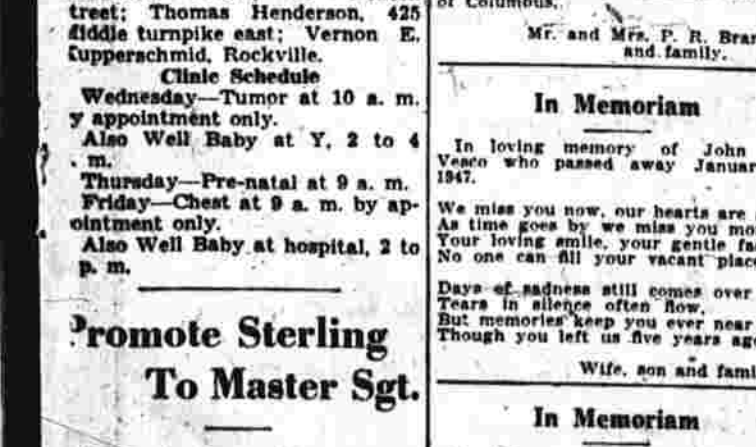 treet; Thomas Henderson, 425
fiddle turnpike east; Vernon E.
Kupperschmid, Rockville.
Clinic Schedule
Wednesday—Tumor at 10 a. m.
y appointment only.
Also Well Baby at Y, 2 to 4
. m.
Thursday—Pre-natal at 9 a. m.
Friday—Chest at 9 a. m. by ap-
ointment only.
Also Well Baby at hospital, 2 to
p. m.
Promote Sterling
To Master Sgt.
of Columbus.
Mr. and Mrs. P. R. Bran
and family.
In Memoriam
In loving memory of John
Vesco who passed away Januar
1947.
We miss you now, our hearts are
As time goes by we miss you mo
Your loving smile, your gentle fa
No one can fill your vacant place
Days of sadness still comes over
Tears in silence often flow,
But memories keep you ever near
Though you left us five years ago
Wife, son and famil
In Memoriam